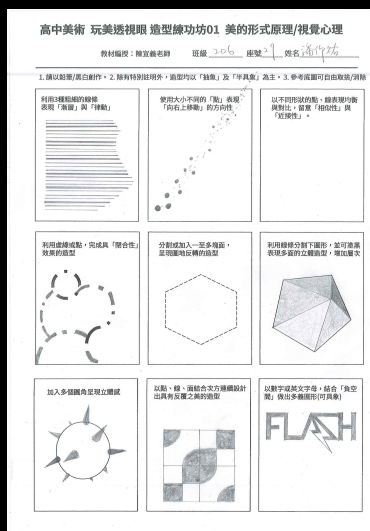 高中美術 玩美透視眼 造型練功坊01 美的形式原理/視覺心理
教材編授：陳宣義老師 班級 206 座號 29 姓名
1.請以鉛筆/黑白創作。2.除有特別註明外，造型均以「抽象」及「半具象」為主。3.參考底圖可自由取捨/消除
利用3種粗細的線條
表現「漸層」與「律動」
使用大小不同的「點」表現
「向右上移動」的方向性
以不同形狀的點、線表現均衡
與對比，留意「相似性」與
「近接性」。
利用虛線或點，完成具「閉合性」
效果的造型
分割或加入一至多塊面，
呈現圖地反轉的造型
利用線條分割下圖形，並可塗黑
表現多面的立體造型，增加層次
加入多個圓角呈現立體感
以點、線、面結合次方連續設計
出具有反覆之美的造型
以數字或英文字母，結合「負空
間」做出多義圖形(可具象)
FLASH